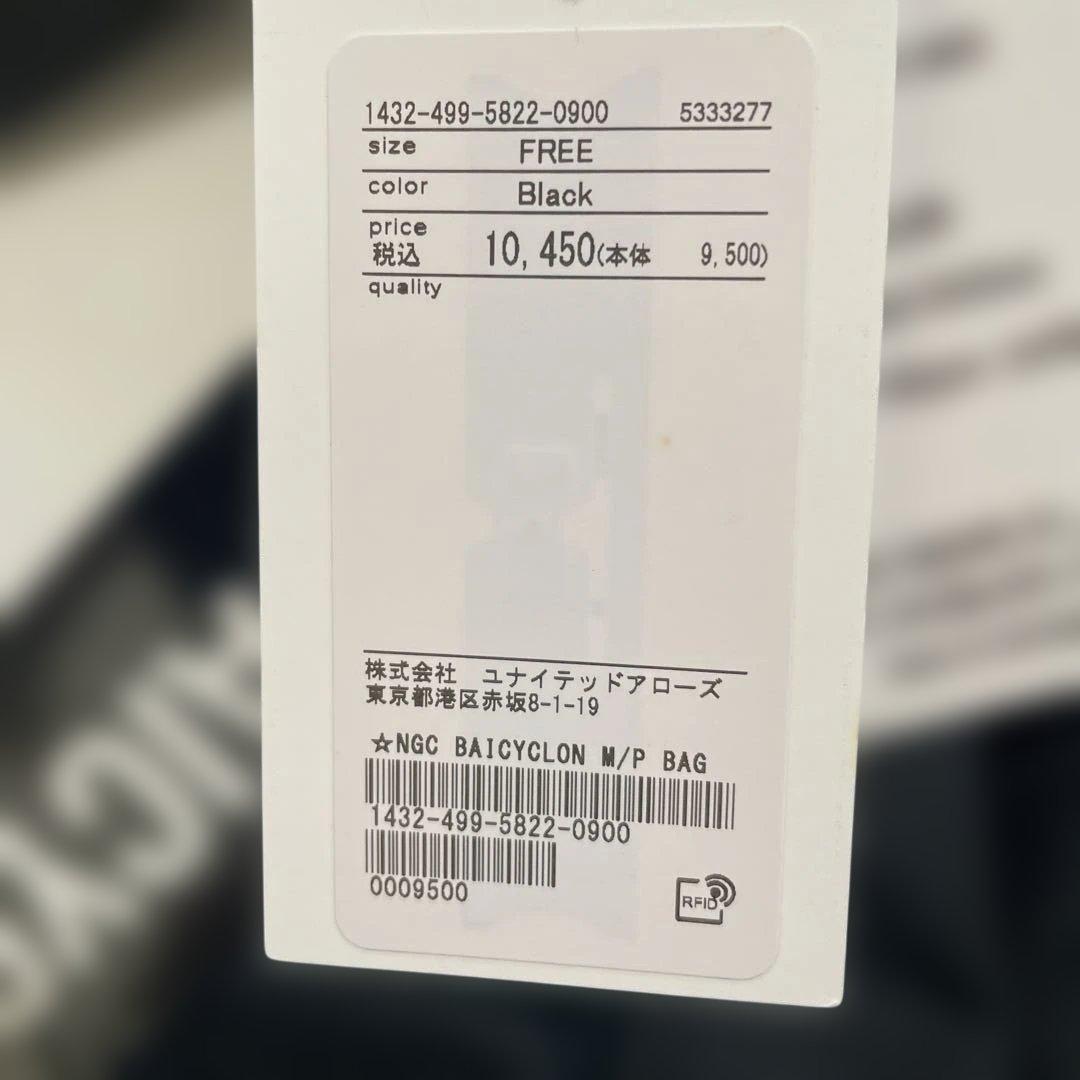 1432-499-5822-0900 5333277
size FREE
color Black
price
税込 10,450(本体 9,500)
quality
株式会社 ユナイテッドアローズ
東京都港区赤坂8-1-19
☆NGC BAICYCLON M/P BAG
1432-499-5822-0900
0009500
RFID